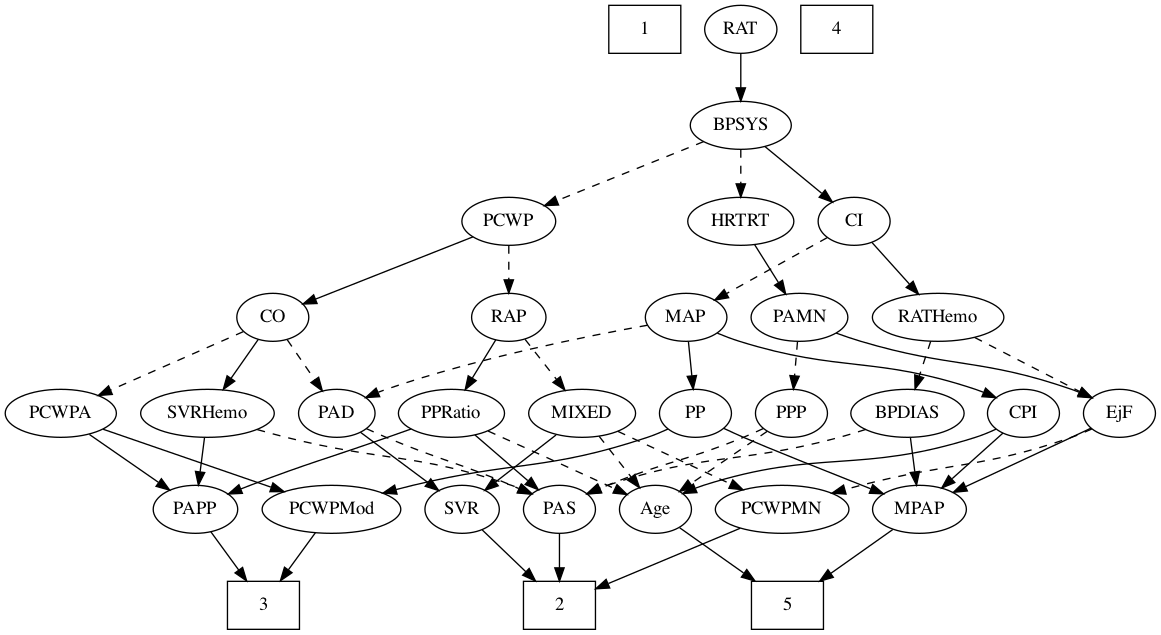 1
RAT
4
BPSYS
PCWP
HRTRT
CI
CO
RAP
MAP
PAMN
RATHemo
PCWPA
SVRHemo
PAD
PPRatio
MIXED
PP
PPP
BPDIAS
CPI
EjF
PAPP
PCWPMod
SVR
PAS
Age
PCWPMN
MPAP
3
2
5